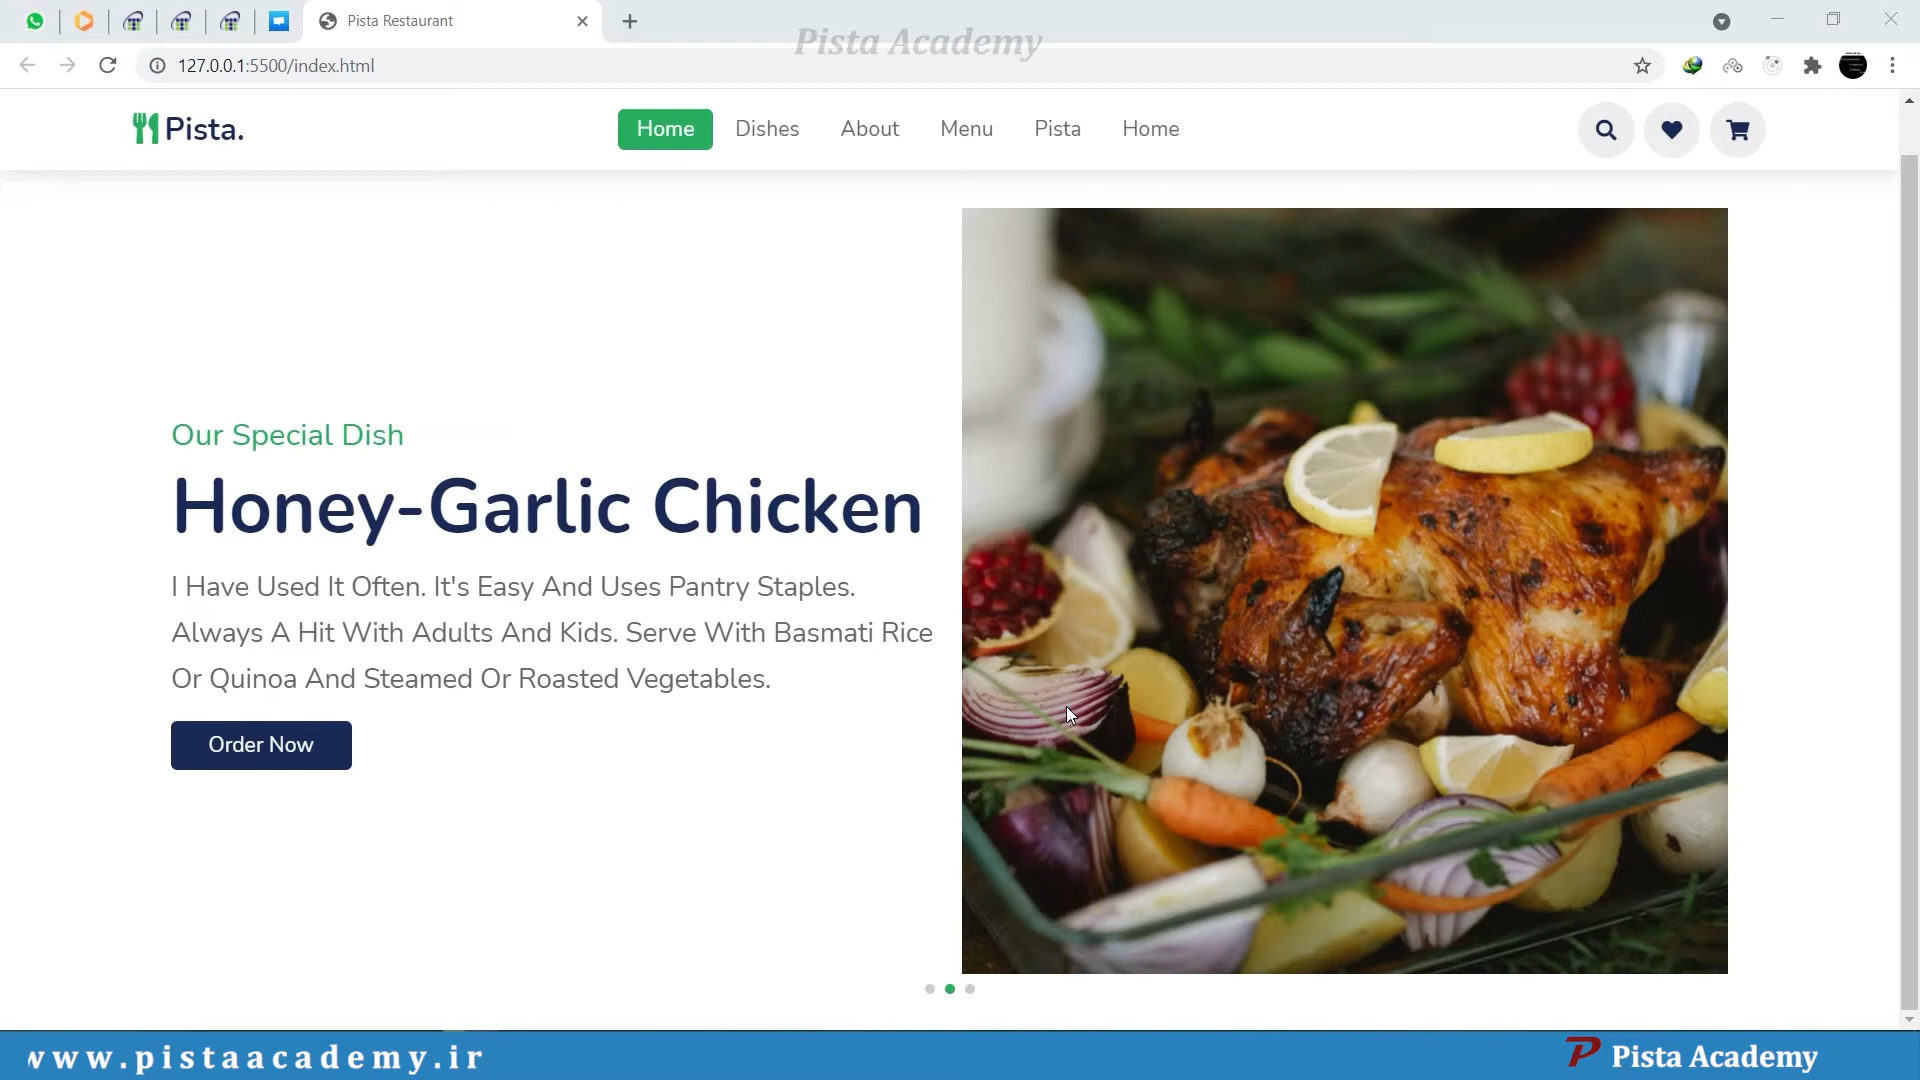 Pista Restaurant
Pista Academy
127.0.0.1:5500/index.html
Pista.
Home
Dishes
About
Menu
Pista
Home
Our Special Dish
Honey-Garlic Chicken
I Have Used It Often. It's Easy And Uses Pantry Staples.
Always A Hit With Adults And Kids. Serve With Basmati Rice
Or Quinoa And Steamed Or Roasted Vegetables.
Order Now
www.pistaacademy.ir
Pista Academy